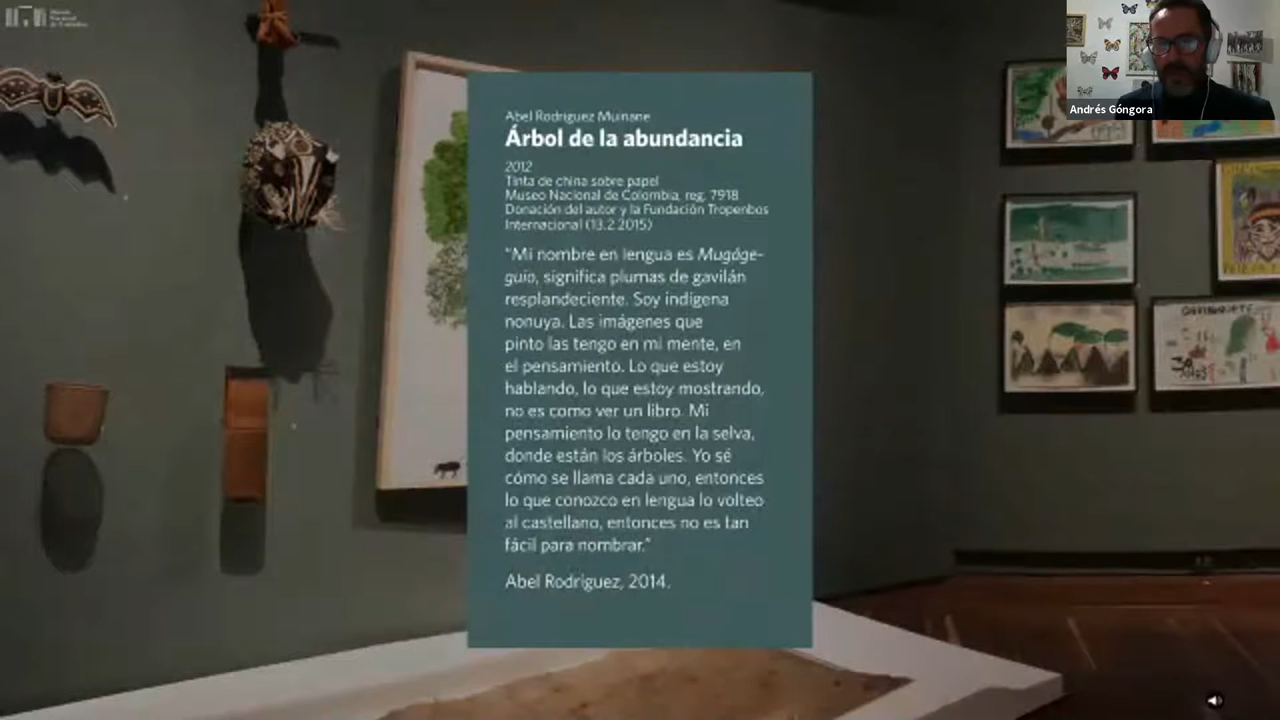 Museo
Nacional
de Colombia
Andrés Góngora
Abel Rodríguez Muinane
Árbol de la abundancia
2012
Tinta de china sobre papel
Museo Nacional de Colombia, reg. 7918
Donación del autor y la Fundación Tropenbos
Internacional (13.2.2015)
“Mi nombre en lengua es Mugáge-
guio, significa plumas de gavilán
resplandeciente. Soy indígena
nonuya. Las imágenes que
pinto las tengo en mi mente, en
el pensamiento. Lo que estoy
hablando, lo que estoy mostrando,
no es como ver un libro. Mi
pensamiento lo tengo en la selva,
donde están los árboles. Yo sé
cómo se llama cada uno, entonces
lo que conozco en lengua lo volteo
al castellano, entonces no es tan
fácil para nombrar.”
Abel Rodríguez, 2014.